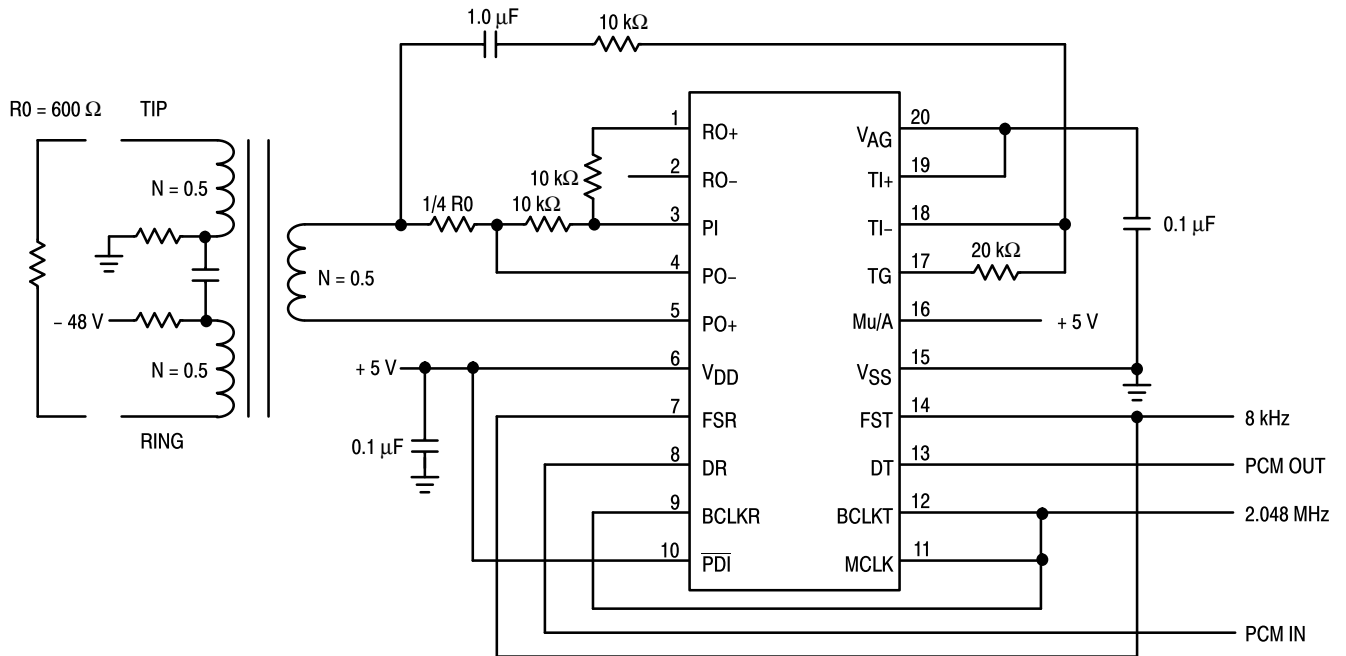 1.0 µF
10 kΩ
R0 = 600 Ω
TIP
N = 0.5
– 48 V
N = 0.5
RING
N = 0.5
1/4 R0
10 kΩ
10 kΩ
+ 5 V
0.1 µF
1 RO+
2 RO–
3 PI
4 PO–
5 PO+
6 VDD
7 FSR
8 DR
9 BCLKR
10 PDI
VAG 20
TI+ 19
TI– 18
TG 17
Mu/A 16
VSS 15
FST 14
DT 13
BCLKT 12
MCLK 11
20 kΩ
0.1 µF
+ 5 V
8 kHz
PCM OUT
2.048 MHz
PCM IN